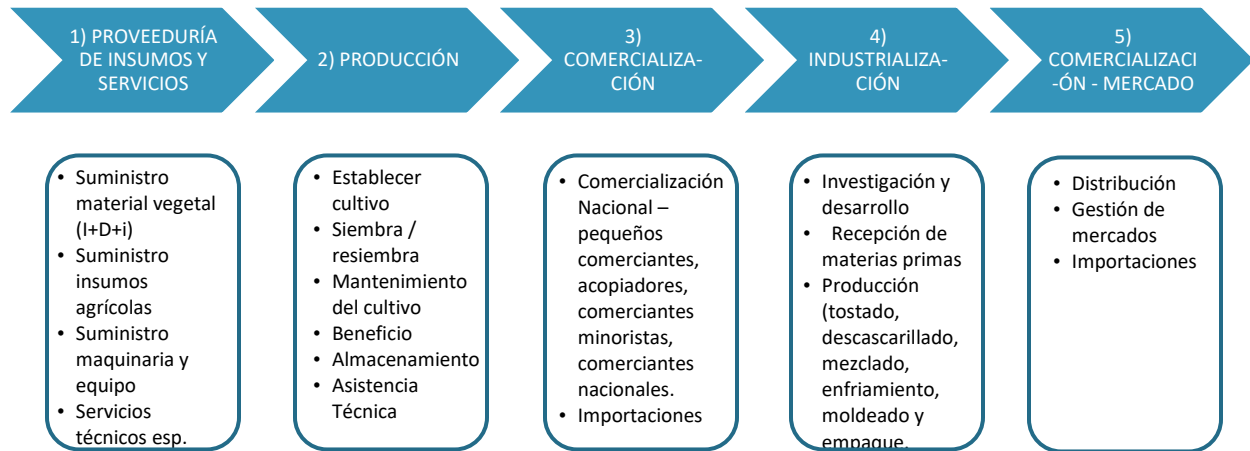 1) PROVEEDURÍA
DE INSUMOS Y
SERVICIOS
2) PRODUCCIÓN
3)
COMERCIALIZA-
CIÓN
4)
INDUSTRIALIZA-
CIÓN
5)
COMERCIALIZACI
-ÓN - MERCADO
• Suministro
material vegetal
(I+D+i)
• Suministro
insumos
agrícolas
• Suministro
maquinaria y
equipo
• Servicios
técnicos esp.
• Establecer
cultivo
• Siembra /
resiembra
• Mantenimiento
del cultivo
• Beneficio
• Almacenamiento
• Asistencia
Técnica
• Comercialización
Nacional –
pequeños
comerciantes,
acopiadores,
comerciantes
minoristas,
comerciantes
nacionales.
• Importaciones
• Investigación y
desarrollo
• Recepción de
materias primas
• Producción
(tostado,
descascarillado,
mezclado,
enfriamiento,
moldeado y
empaque.
• Distribución
• Gestión de
mercados
• Importaciones